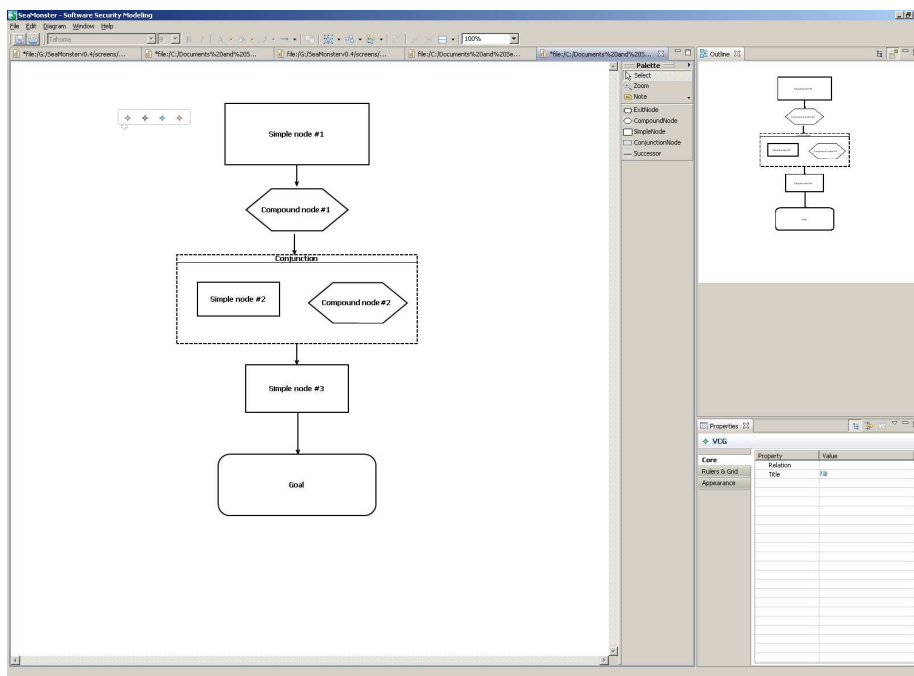 SeaMonster - Software Security Modeling
File Edit Diagram Window Help
Tahoma
100%
*file:/G:/SeaMonsterv0.4/screens/...
*file:/C:/Documents%20and%205...
file:/G:/SeaMonsterv0.4/screens/...
file:/C:/Documents%20and%20Se...
*file:/C:/Documents%20and%205...
Outline
Palette
Select
Zoom
Note
ExitNode
CompoundNode
SimpleNode
ConjunctionNode
Successor
Simple node #1
Compound node #1
Conjunction
Simple node #2
Compound node #2
Simple node #3
Goal
Properties
VCG
Core
Rulers & Grid
Appearance
Property
Value
Relation
Title